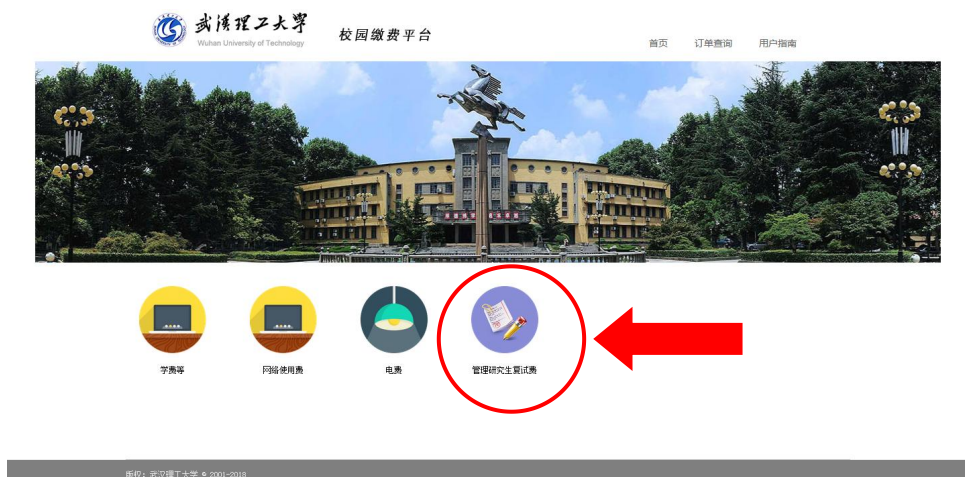 武汉理工大学
Wuhan University of Technology
校园缴费平台
首页 订单查询 用户指南
学费等 网络使用费 电费 管理研究生复试费
版权：武汉理工大学 © 2001-2018